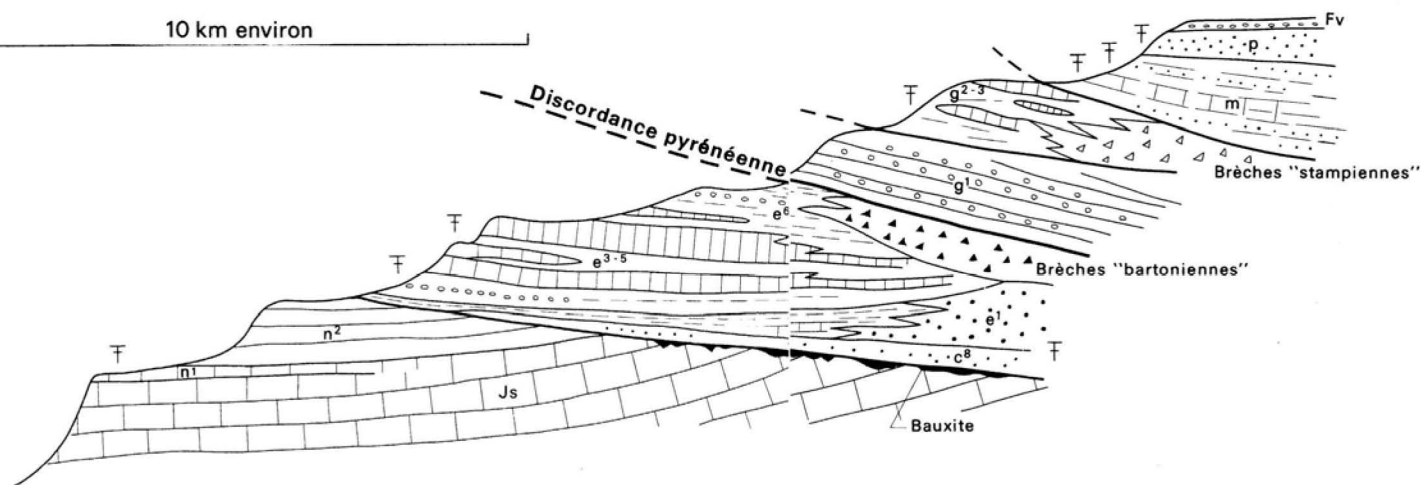 10 km environ
Fv
p
m
g2-3
Discordance pyrénéenne
Brèches "stampiennes"
g1
e6
Brèches "bartoniennes"
e3-5
e1
n2
c8
n1
Js
Bauxite